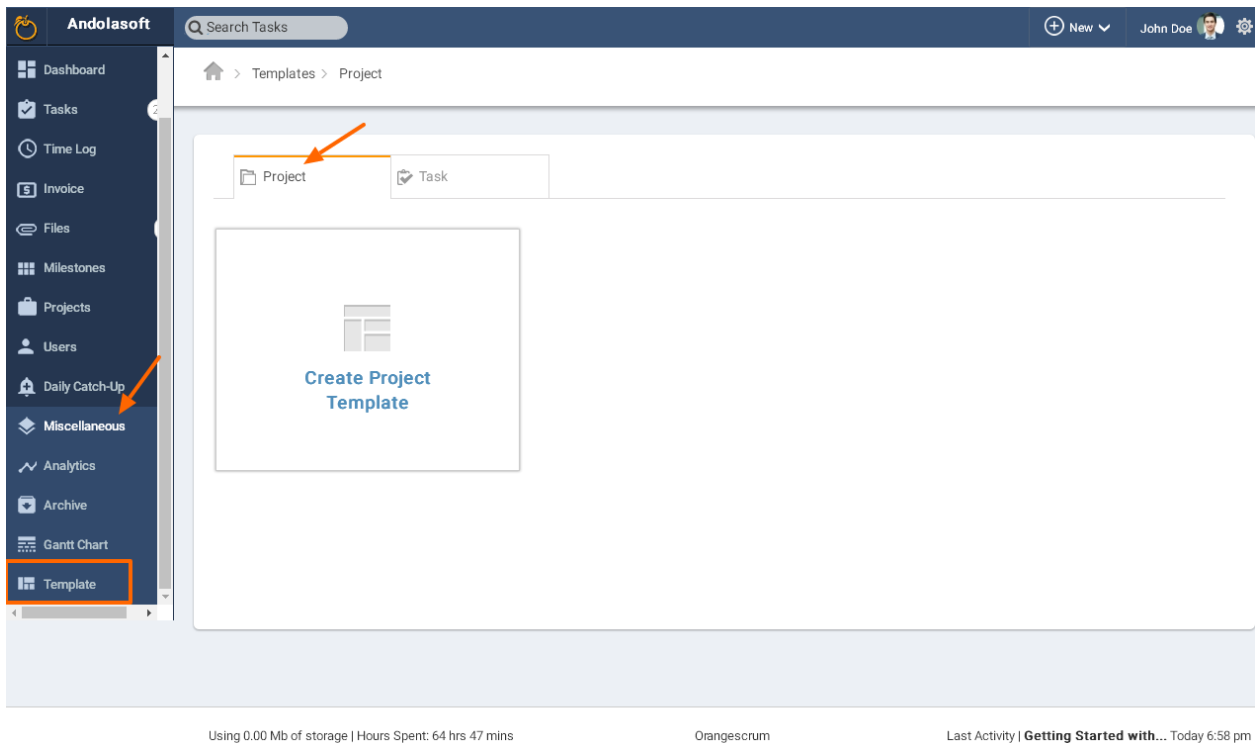 Andolasoft
Search Tasks
New
John Doe
Dashboard
Tasks
Time Log
Invoice
Files
Milestones
Projects
Users
Daily Catch-Up
Miscellaneous
Analytics
Archive
Gantt Chart
Template
> Templates > Project
Project
Task
Create Project
Template
Using 0.00 Mb of storage | Hours Spent: 64 hrs 47 mins
Orangescrum
Last Activity | Getting Started with... Today 6:58 pm